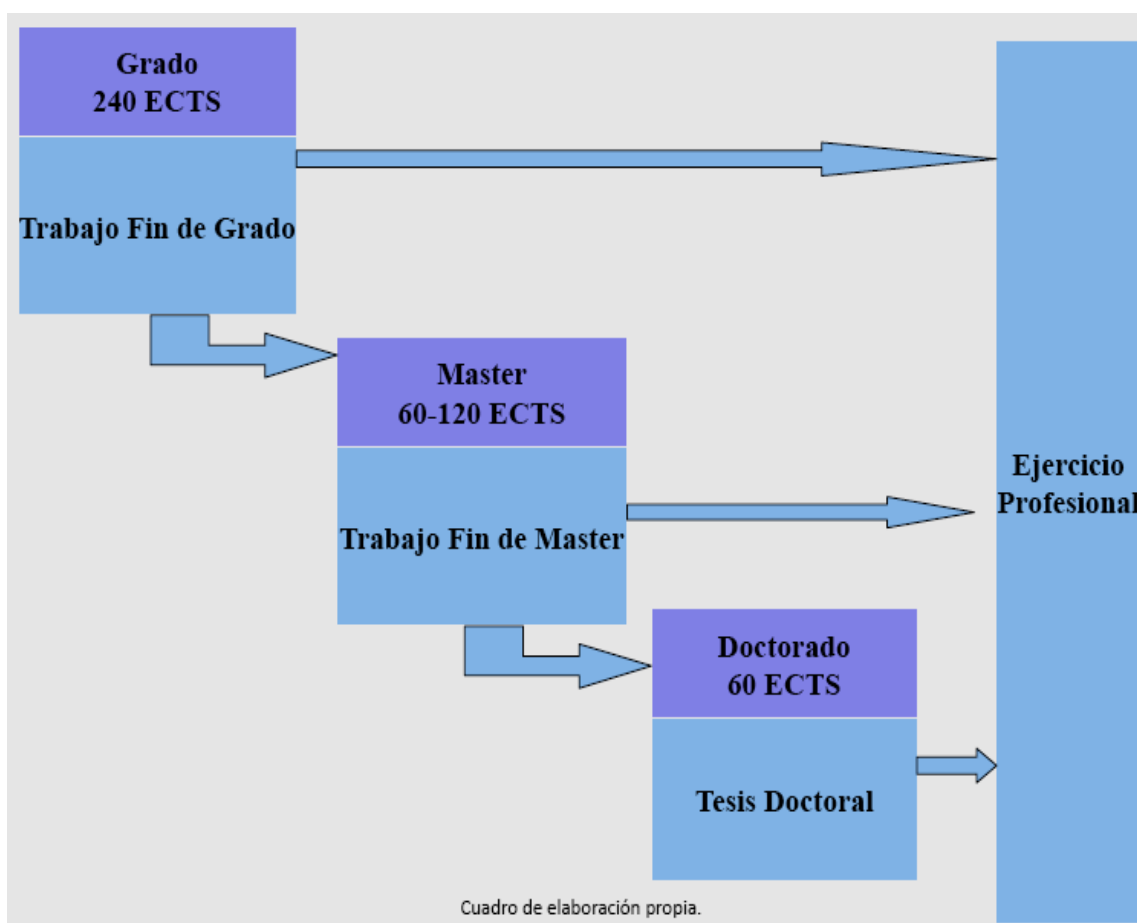 Grado
240 ECTS
Trabajo Fin de Grado
Master
60-120 ECTS
Trabajo Fin de Master
Doctorado
60 ECTS
Tesis Doctoral
Ejercicio
Profesional
Cuadro de elaboración propia.